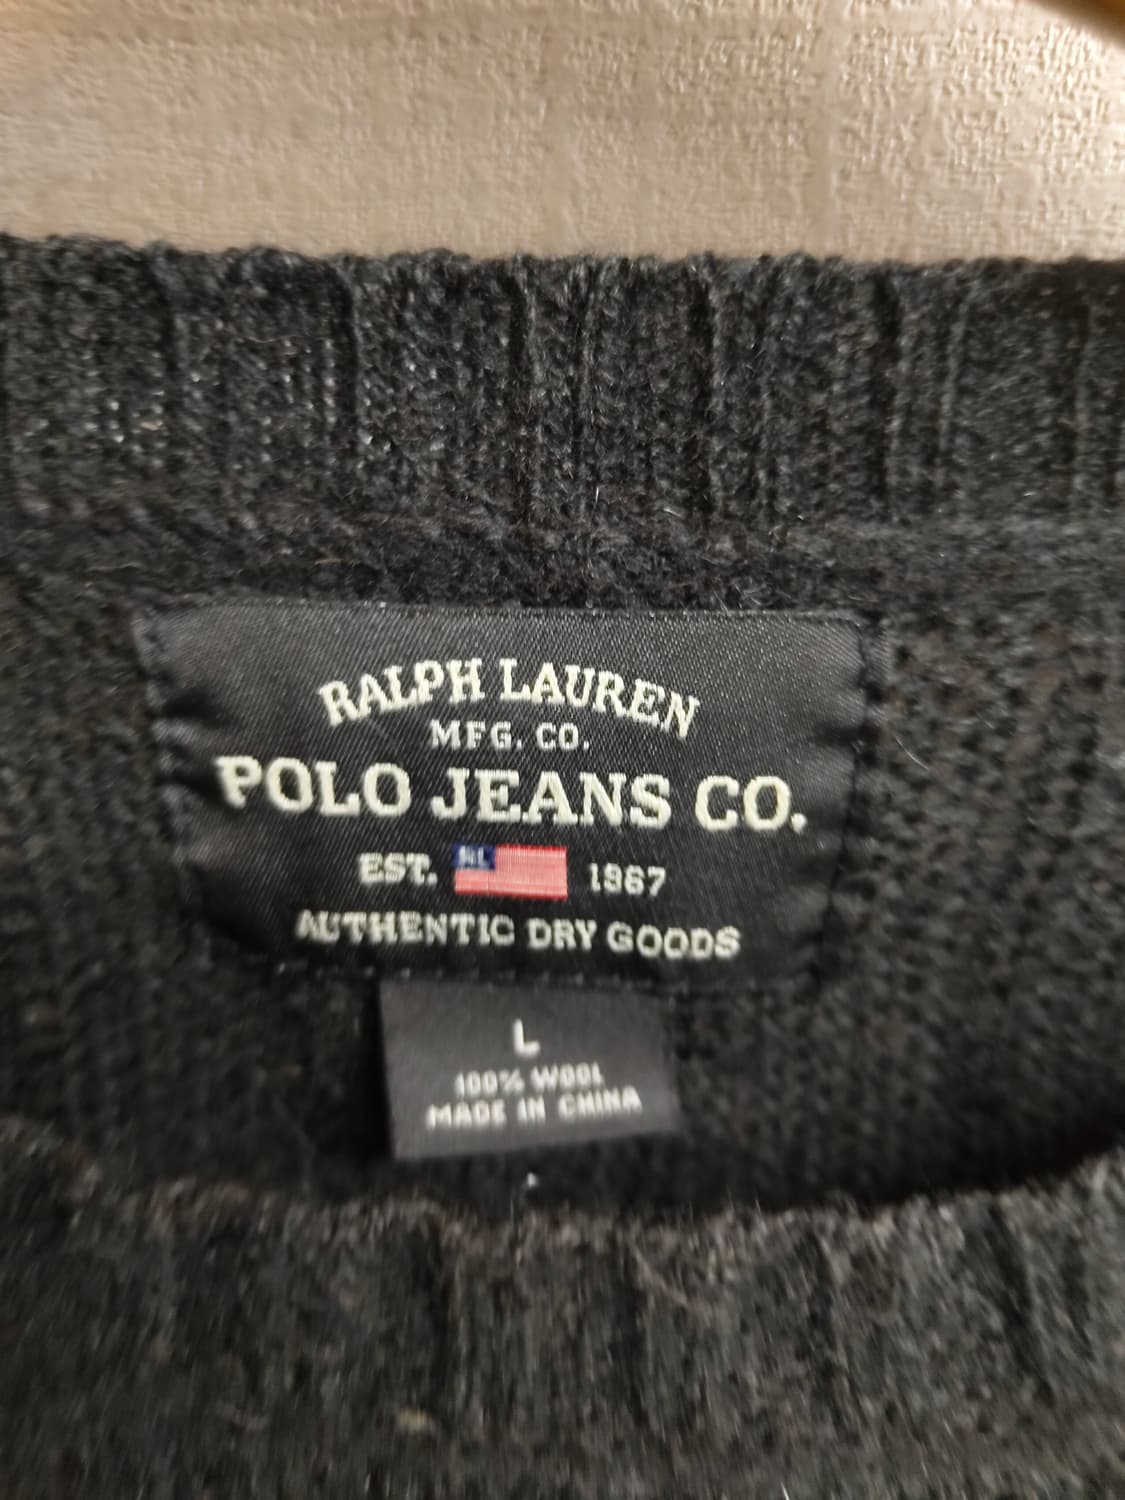 RALPH LAUREN
MFG. CO.
POLO JEANS CO.
EST. RL 1967
AUTHENTIC DRY GOODS
L
100% WOOL
MADE IN CHINA